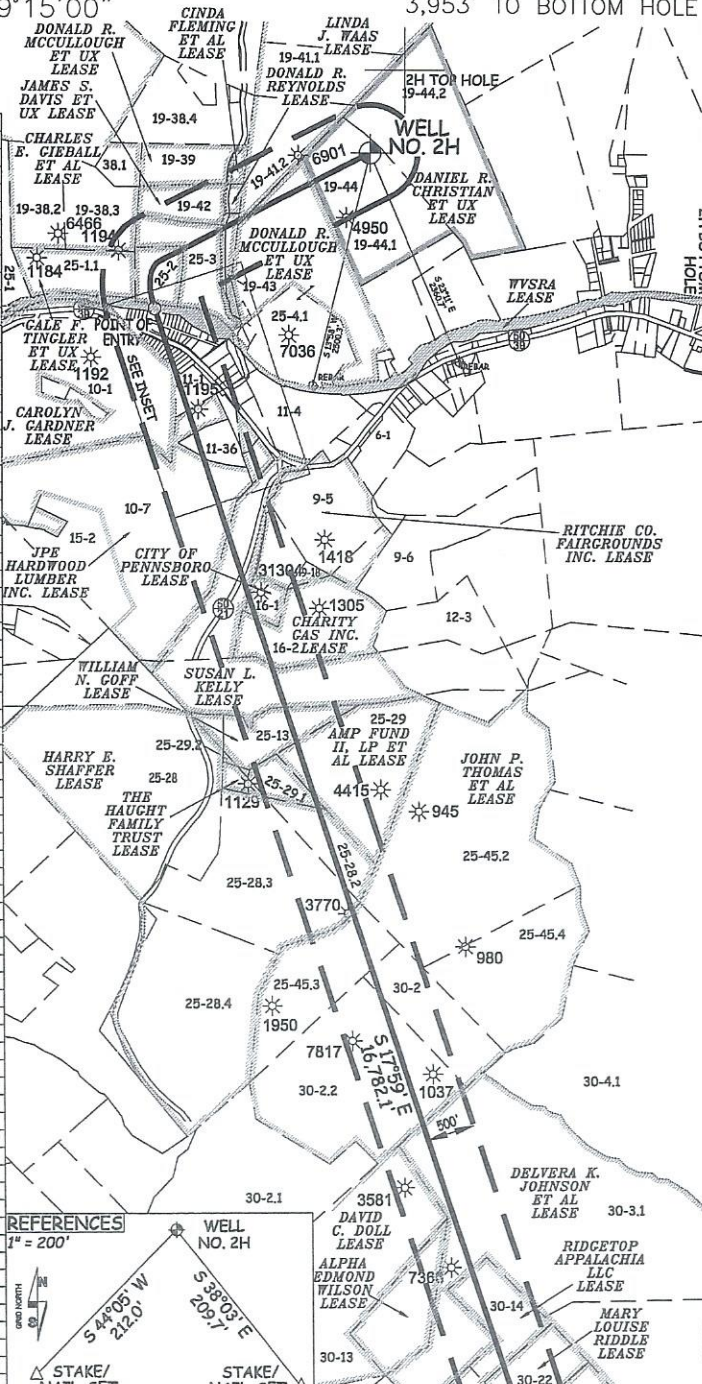 9°15'00"
3,953' TO BOTTOM HOLE
DONALD R.
MCCULLOUGH
ET UX
LEASE
CINDA
FLEMING
ET AL
LEASE
LINDA
J. WAAS
LEASE
19-41.1
DONALD R.
REYNOLDS
LEASE
2H TOP HOLE
19-44.2
JAMES S.
DAVIS ET
UX LEASE
19-38.4
WELL
NO. 2H
CHARLES
E. GIEBALL
ET AL
LEASE
38.1
19-39
19-41.2
6901
19-44
DANIEL R.
CHRISTIAN
ET UX
LEASE
19-38.2
19-38.3
19-42
6466
1194
4950
19-44.1
DONALD R.
MCCULLOUGH
ET UX
LEASE
1184
25-1.1
25-2
25-3
19-43
25-1
WVSRA
LEASE
HOLE
GALE F.
TINGLER
ET UX
LEASE
POINT OF
ENTRY
25-4.1
7036
1192
10-1
SEE INSET
REBAR
REBAR
11-1
1195
CAROLYN
J. GARDNER
LEASE
11-4
6-1
11-36
10-7
9-5
15-2
RITCHIE CO.
FAIRGROUNDS
INC. LEASE
JPE
HARDWOOD
LUMBER
INC. LEASE
CITY OF
PENNSBORO
LEASE
1418
9-6
3130
16-1
1305
12-3
CHARITY
GAS INC.
LEASE
16-2
WILLIAM
N. GOFF
LEASE
SUSAN L.
KELLY
LEASE
25-29
25-29.2
25-13
AMP FUND
II, LP ET
AL LEASE
HARRY E.
SHAFFER
LEASE
25-28
JOHN P.
THOMAS
ET AL
LEASE
1129
25-29.1
4415
945
THE
HAUGHT
FAMILY
TRUST
LEASE
25-28.2
25-45.2
25-28.3
3770
25-45.4
980
25-45.3
30-2
25-28.4
1950
7817
S 17°59' E
16,782.1'
30-2.2
1037
30-4.1
500'
DELVERA K.
JOHNSON
ET AL
LEASE
30-2.1
3581
30-3.1
DAVID
C. DOLL
LEASE
RIDGETOP
APPALACHIA
LLC
LEASE
ALPHA
EDMOND
WILSON
LEASE
30-14
MARY
LOUISE
RIDDLE
LEASE
30-13
30-22
REFERENCES
1" = 200'
WELL
NO. 2H
GRID NORTH
N
S 44°05' W
212.0'
S 38°03' E
209.7'
STAKE/
STAKE/